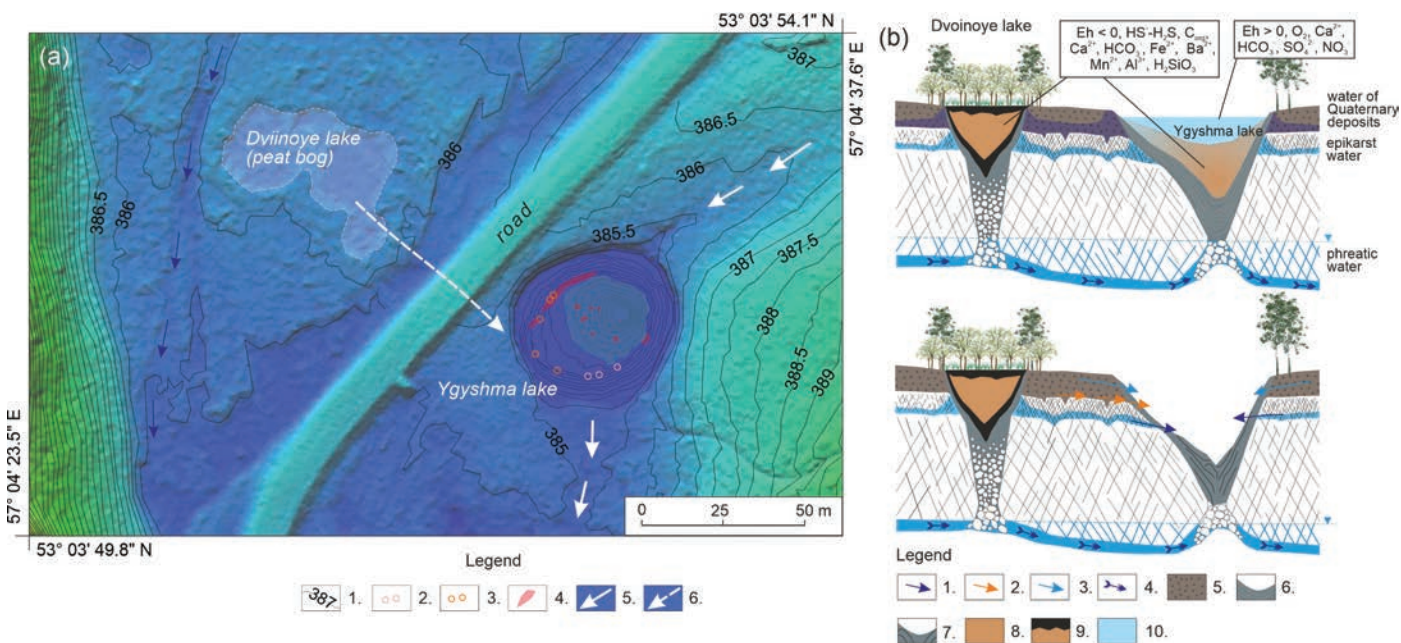 53° 03' 54.1" N
(a)
387
57° 04' 37.6" E
386.5
Dviinoye lake
(peat bog)
386
386
386.5
386
road
385.5
387
387.5
388
388.5
389
Ygyshma lake
385
57° 04' 23.5" E
0 25 50 m
53° 03' 49.8" N
Legend
387 1. 2. 3. 4. 5. 6.
(b)
Dvoinoye lake
Eh < 0, HS-H₂S, Corg,
Ca²⁺, HCO₃, Fe²⁺, Ba²⁺,
Mn²⁺, Al³⁺, H₂SiO₃
Eh > 0, O₂, Ca²⁺,
HCO₃, SO₄, NO₃
water of
Quaternary
deposits
Ygyshma lake
epikarst
water
phreatic
water
Legend
1. 2. 3. 4. 5. 6.
7. 8. 9. 10.